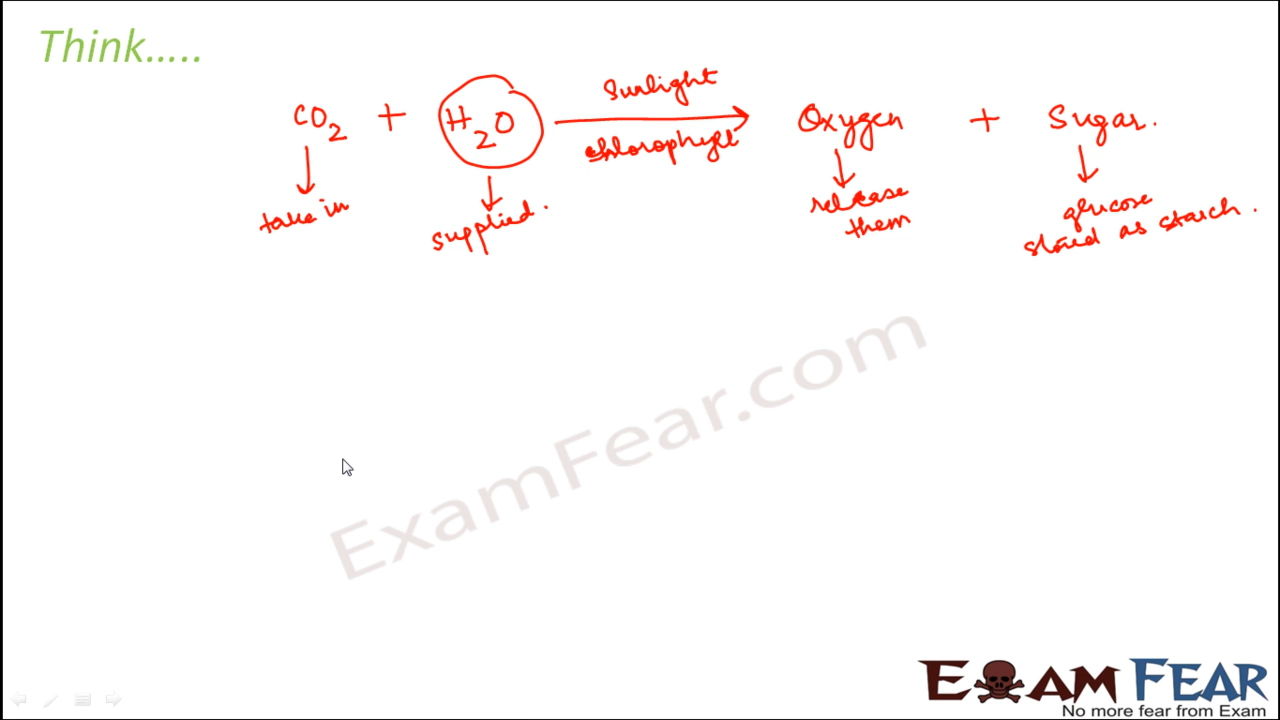 Think.....
CO2 + H2O Sunlight chlorophyll Oxygen + Sugar.
take in
supplied.
release
them
glucose
stored as starch.
ExamFear.com
EXAM FEAR
No more fear from Exam